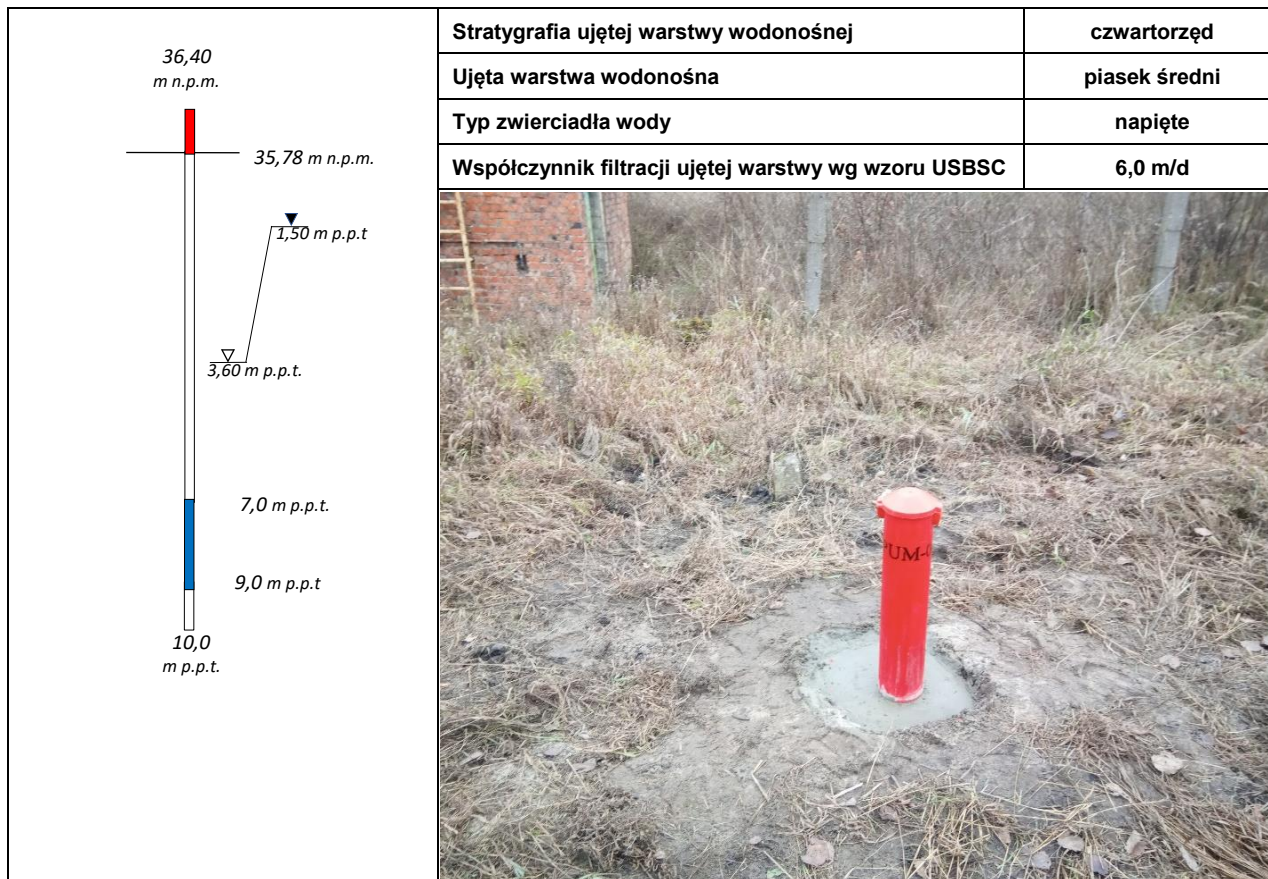 36,40
m n.p.m.
35,78 m n.p.m.
1,50 m p.p.t
3,60 m p.p.t.
7,0 m p.p.t.
9,0 m p.p.t
10,0
m p.p.t.
Stratygrafia ujętej warstwy wodonośnej czwartorzęd
Ujęta warstwa wodonośna piasek średni
Typ zwierciadła wody napięte
Współczynnik filtracji ujętej warstwy wg wzoru USBSC 6,0 m/d